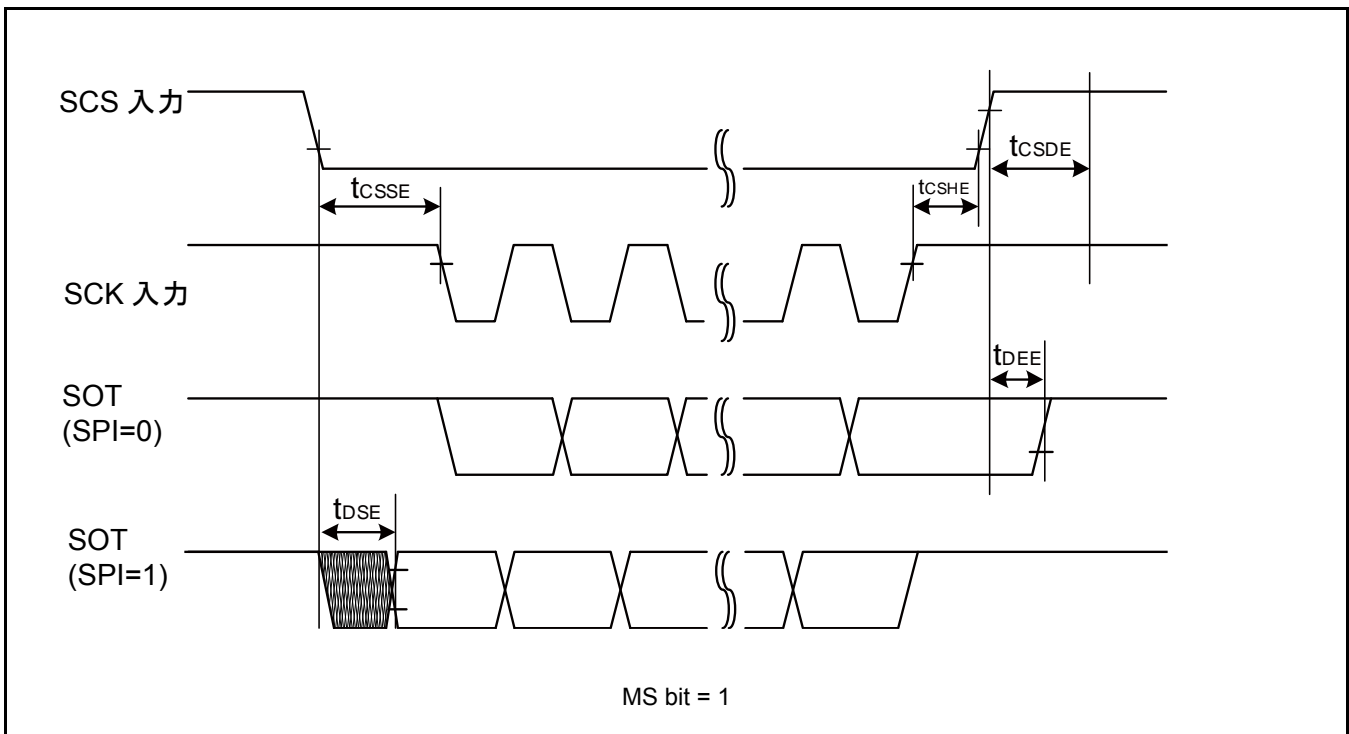 SCS 入力
tCSDE
tCSSE
tCSHE
SCK 入力
tDEE
SOT
(SPI=0)
tDSE
SOT
(SPI=1)
MS bit = 1